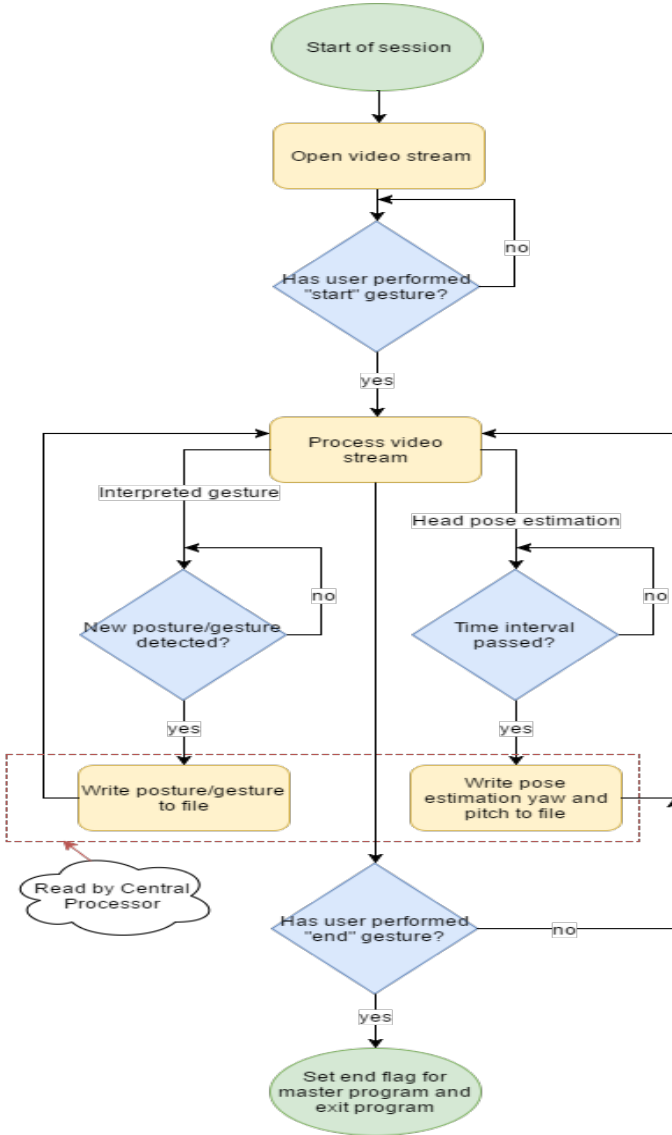 Start of session
Open video stream
no
Has user performed
"start" gesture?
yes
Process video
stream
Interpreted gesture
Head pose estimation
no
no
New posture/gesture
detected?
Time interval
passed?
yes
yes
Write posture/gesture
to file
Write pose
estimation yaw and
pitch to file
Read by Central
Processor
Has user performed
"end" gesture?
no
yes
Set end flag for
master program and
exit program